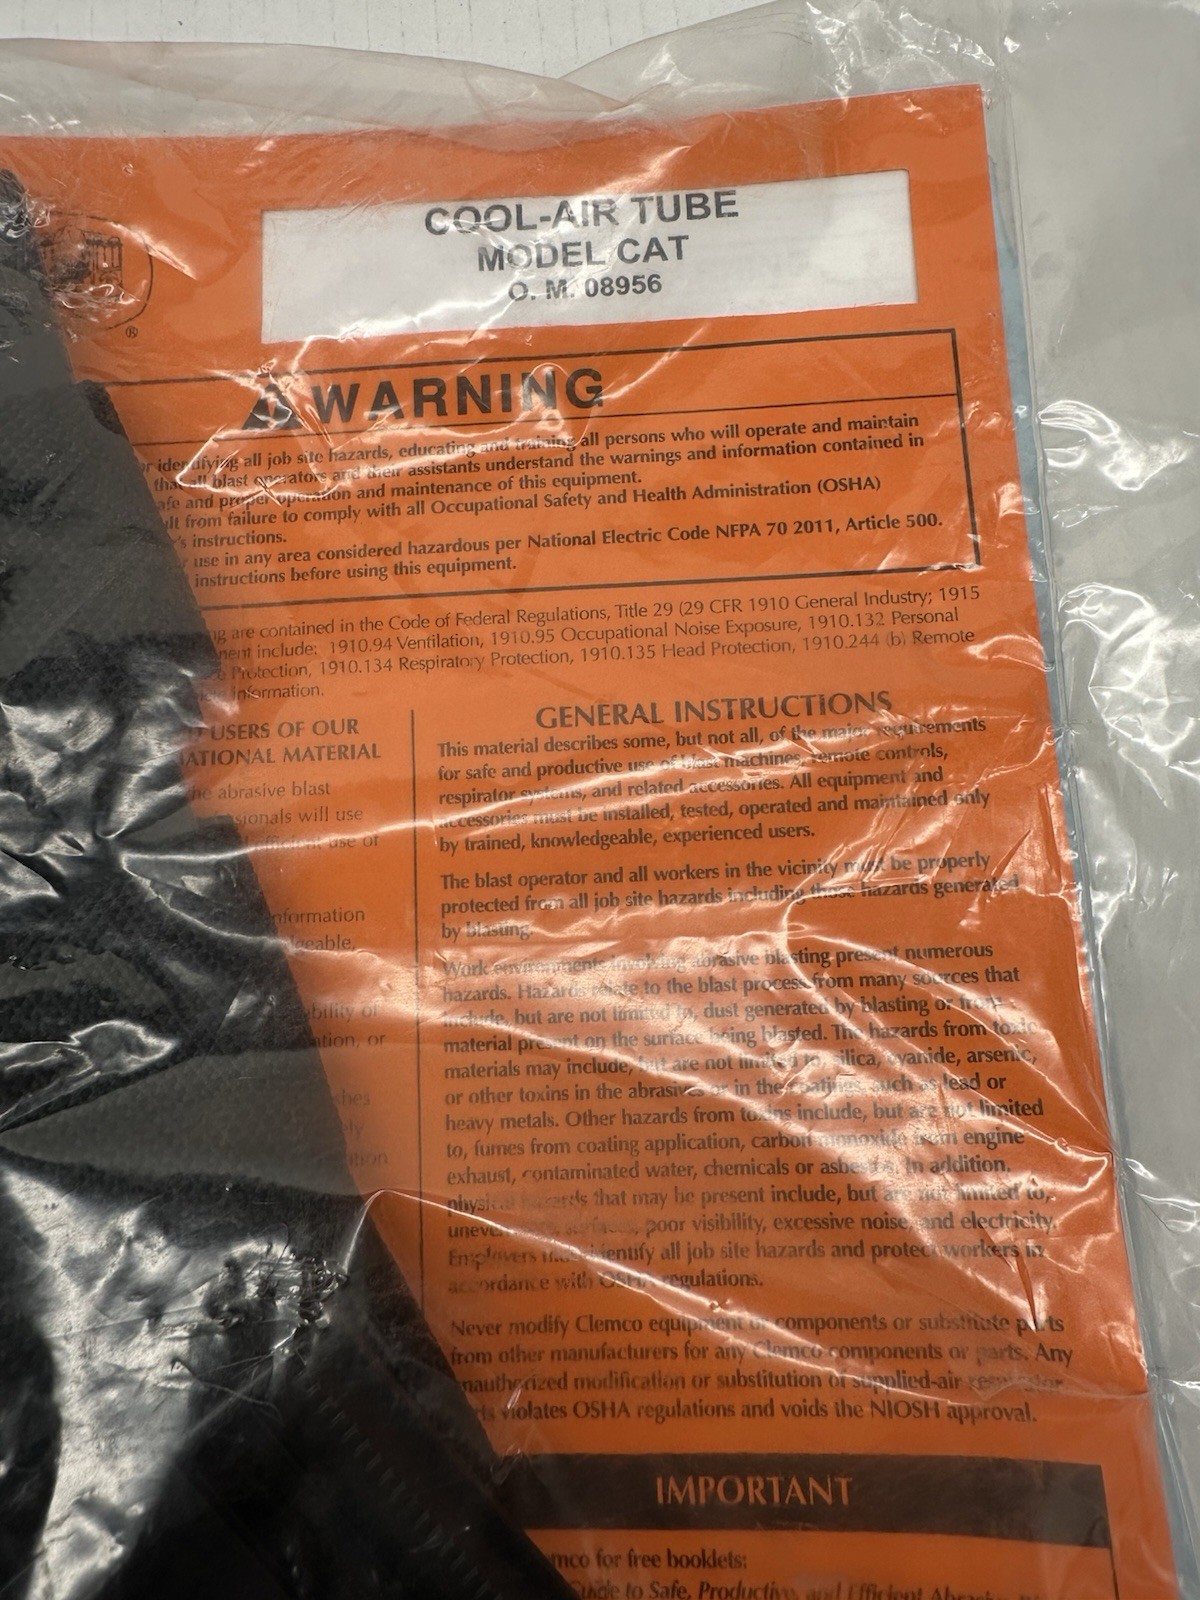 COOL-AIR TUBE
MODEL CAT
O. M. 08956
®
WARNING
identifying all job site hazards, educating and training all persons who will operate and maintain
that all blast operators and their assistants understand the warnings and information contained in
and proper operation and maintenance of this equipment.
from failure to comply with all Occupational Safety and Health Administration (OSHA)
instructions.
use in any area considered hazardous per National Electric Code NFPA 70 2011, Article 500.
instructions before using this equipment.
are contained in the Code of Federal Regulations, Title 29 (29 CFR 1910 General Industry; 1915
include: 1910.94 Ventilation, 1910.95 Occupational Noise Exposure, 1910.132 Personal
Protection, 1910.134 Respiratory Protection, 1910.135 Head Protection, 1910.244 (b) Remote
information.
USERS OF OUR
MATERIAL
the abrasive blast
will use
use of
information
or
GENERAL INSTRUCTIONS
This material describes some, but not all, of the major requirements
for safe and productive use of blast machines, remote controls,
respirator systems, and related accessories. All equipment and
accessories must be installed, tested, operated and maintained only
by trained, knowledgeable, experienced users.
The blast operator and all workers in the vicinity must be properly
protected from all job site hazards including those hazards generated
by blasting.
Work environments involving abrasive blasting present numerous
hazards. Hazards relate to the blast process from many sources that
include, but are not limited to, dust generated by blasting or from
material present on the surface being blasted. The hazards from toxic
materials may include, but are not limited to, silica, cyanide, arsenic,
or other toxins in the abrasives or in the coatings, such as lead or
heavy metals. Other hazards from toxins include, but are not limited
to, fumes from coating application, carbon monoxide from engine
exhaust, contaminated water, chemicals or asbestos. In addition,
physical hazards that may be present include, but are not limited to,
uneven surfaces, poor visibility, excessive noise, and electricity.
Employers must identify all job site hazards and protect workers in
accordance with OSHA regulations.
Never modify Clemco equipment or components or substitute parts
from other manufacturers for any Clemco components or parts. Any
unauthorized modification or substitution of supplied-air respirator
violates OSHA regulations and voids the NIOSH approval.
IMPORTANT
for free booklets:
Guide to Safe, Productive, and Efficient